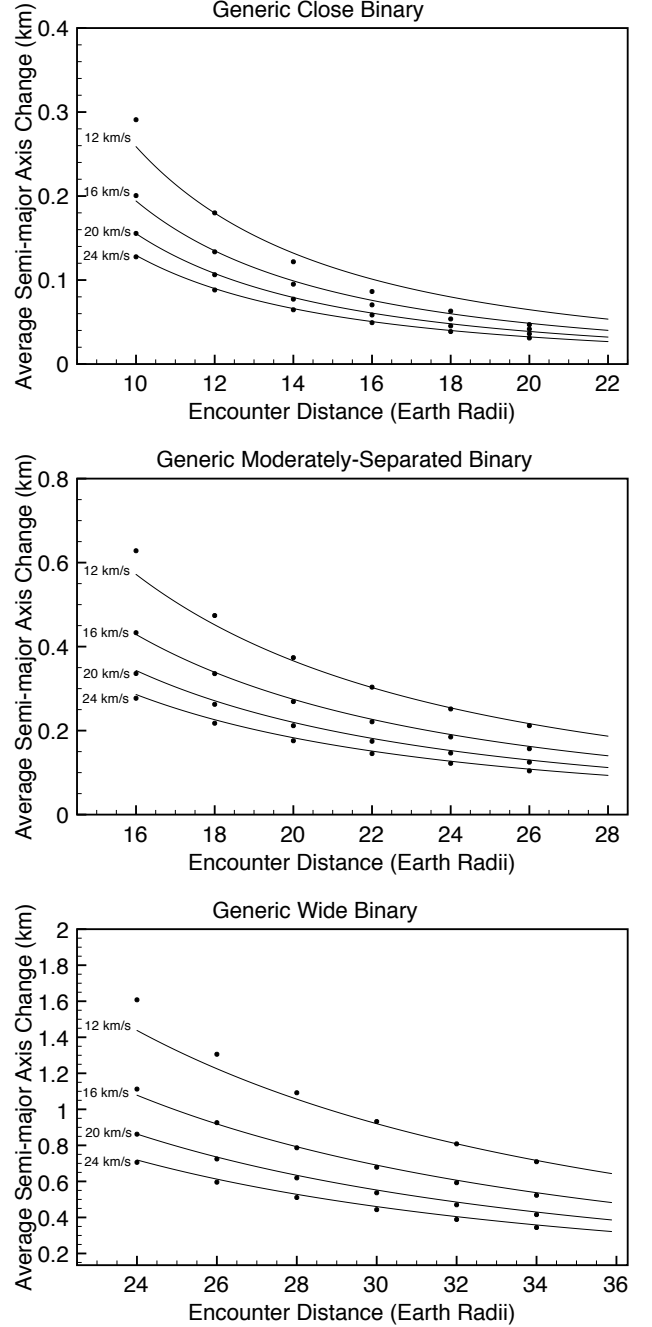 Generic Close Binary
Average Semi-major Axis Change (km)
0.4
0.3
0.2
0.1
0
12 km/s
16 km/s
20 km/s
24 km/s
10 12 14 16 18 20 22
Encounter Distance (Earth Radii)
Generic Moderately-Separated Binary
Average Semi-major Axis Change (km)
0.8
0.6
0.4
0.2
0
12 km/s
16 km/s
20 km/s
24 km/s
16 18 20 22 24 26 28
Encounter Distance (Earth Radii)
Generic Wide Binary
Average Semi-major Axis Change (km)
2
1.8
1.6
1.4
1.2
1
0.8
0.6
0.4
0.2
12 km/s
16 km/s
20 km/s
24 km/s
24 26 28 30 32 34 36
Encounter Distance (Earth Radii)